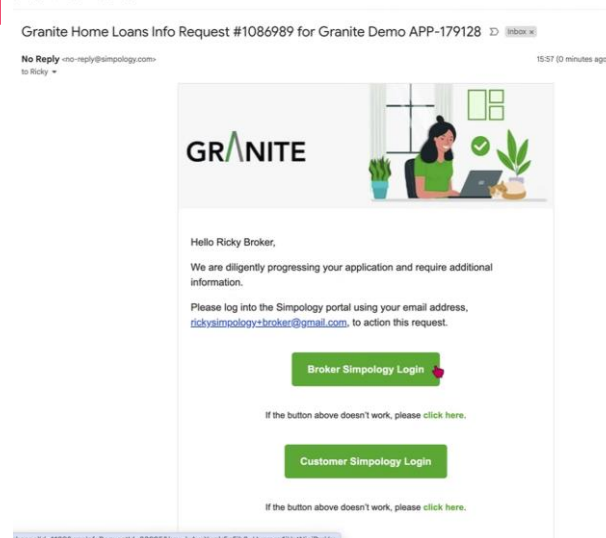 Granite Home Loans Info Request #1086989 for Granite Demo APP-179128 Inbox x
No Reply <no-reply@simpology.com> 15:57 (0 minutes ago
to Ricky
GRANITE
Hello Ricky Broker,
We are diligently progressing your application and require additional
information.
Please log into the Simpology portal using your email address,
rickysimpology+broker@gmail.com, to action this request.
Broker Simpology Login
If the button above doesn't work, please click here.
Customer Simpology Login
If the button above doesn't work, please click here.